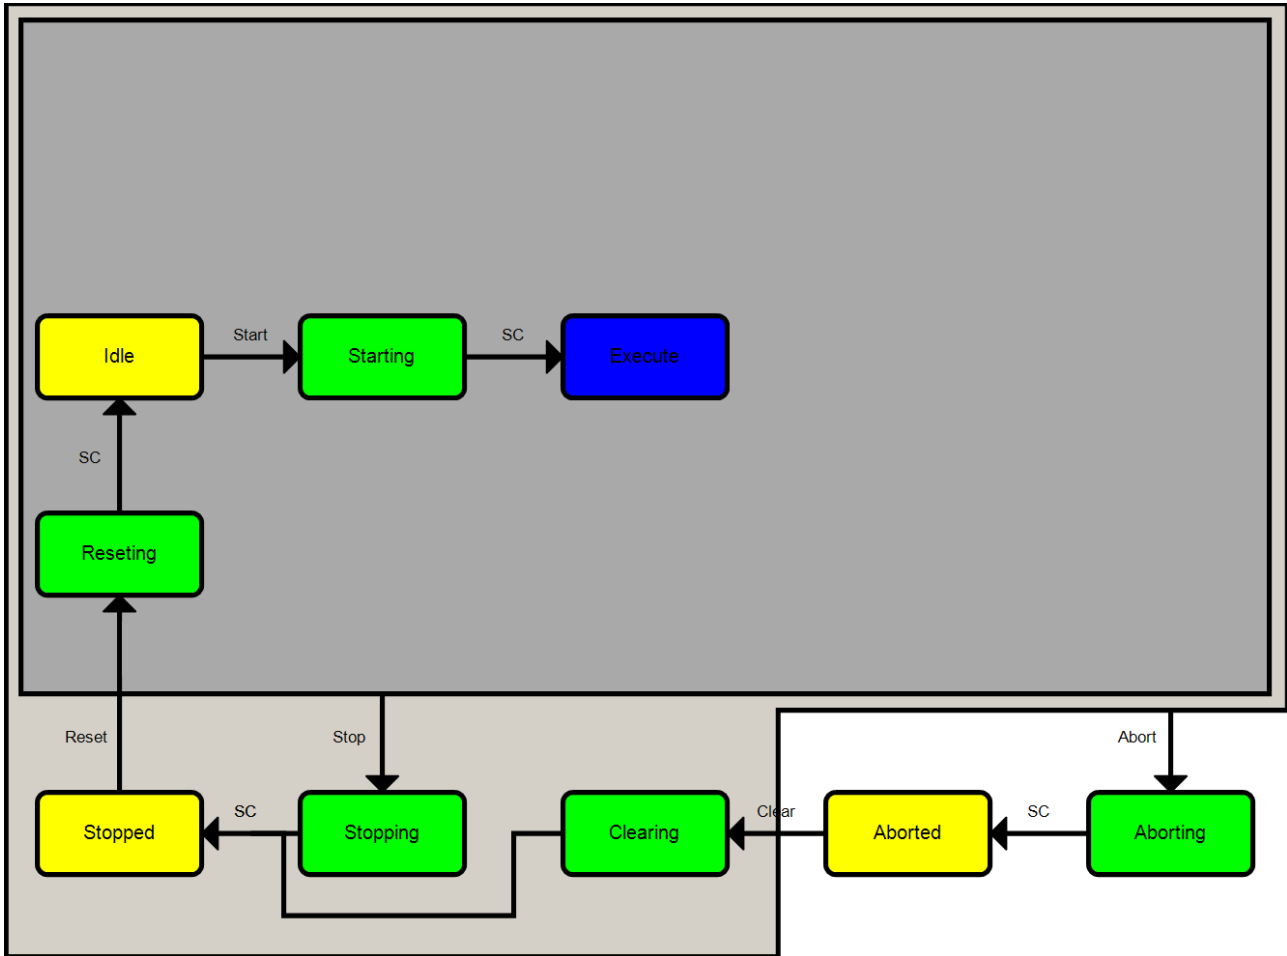 Idle
Start
Starting
SC
Execute
SC
Reseting
Reset
Stop
Abort
Stopped
SC
Stopping
Clearing
Clear
Aborted
SC
Aborting